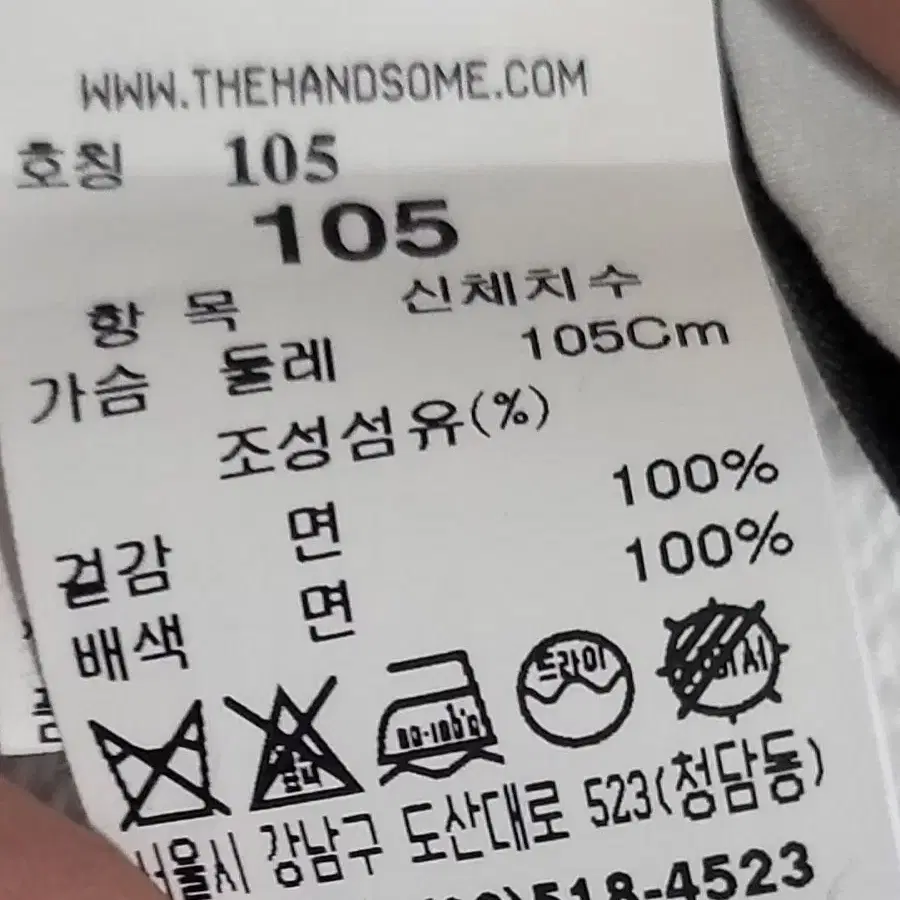 WWW.THEHANDSOME.COM
호칭 105
105
항 목 신체치수
가슴 둘레 105Cm
조성섬유(%)
겉감 면 100%
배색 면 100%
드라이
서울시 강남구 도산대로 523(청담동)
518-4523